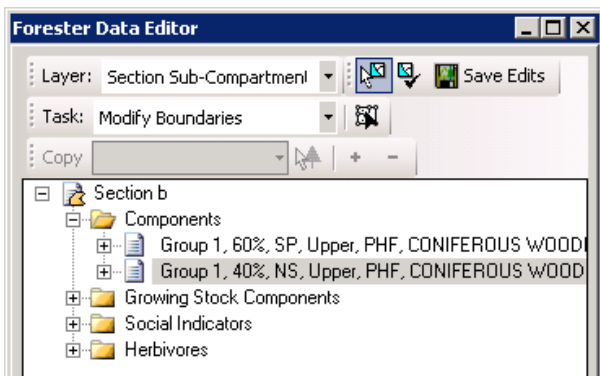 Forester Data Editor
Layer: Section Sub-Compartment Save Edits
Task: Modify Boundaries
Copy
Section b
Components
Group 1, 60%, SP, Upper, PHF, CONIFEROUS WOOD
Group 1, 40%, NS, Upper, PHF, CONIFEROUS WOOD
Growing Stock Components
Social Indicators
Herbivores